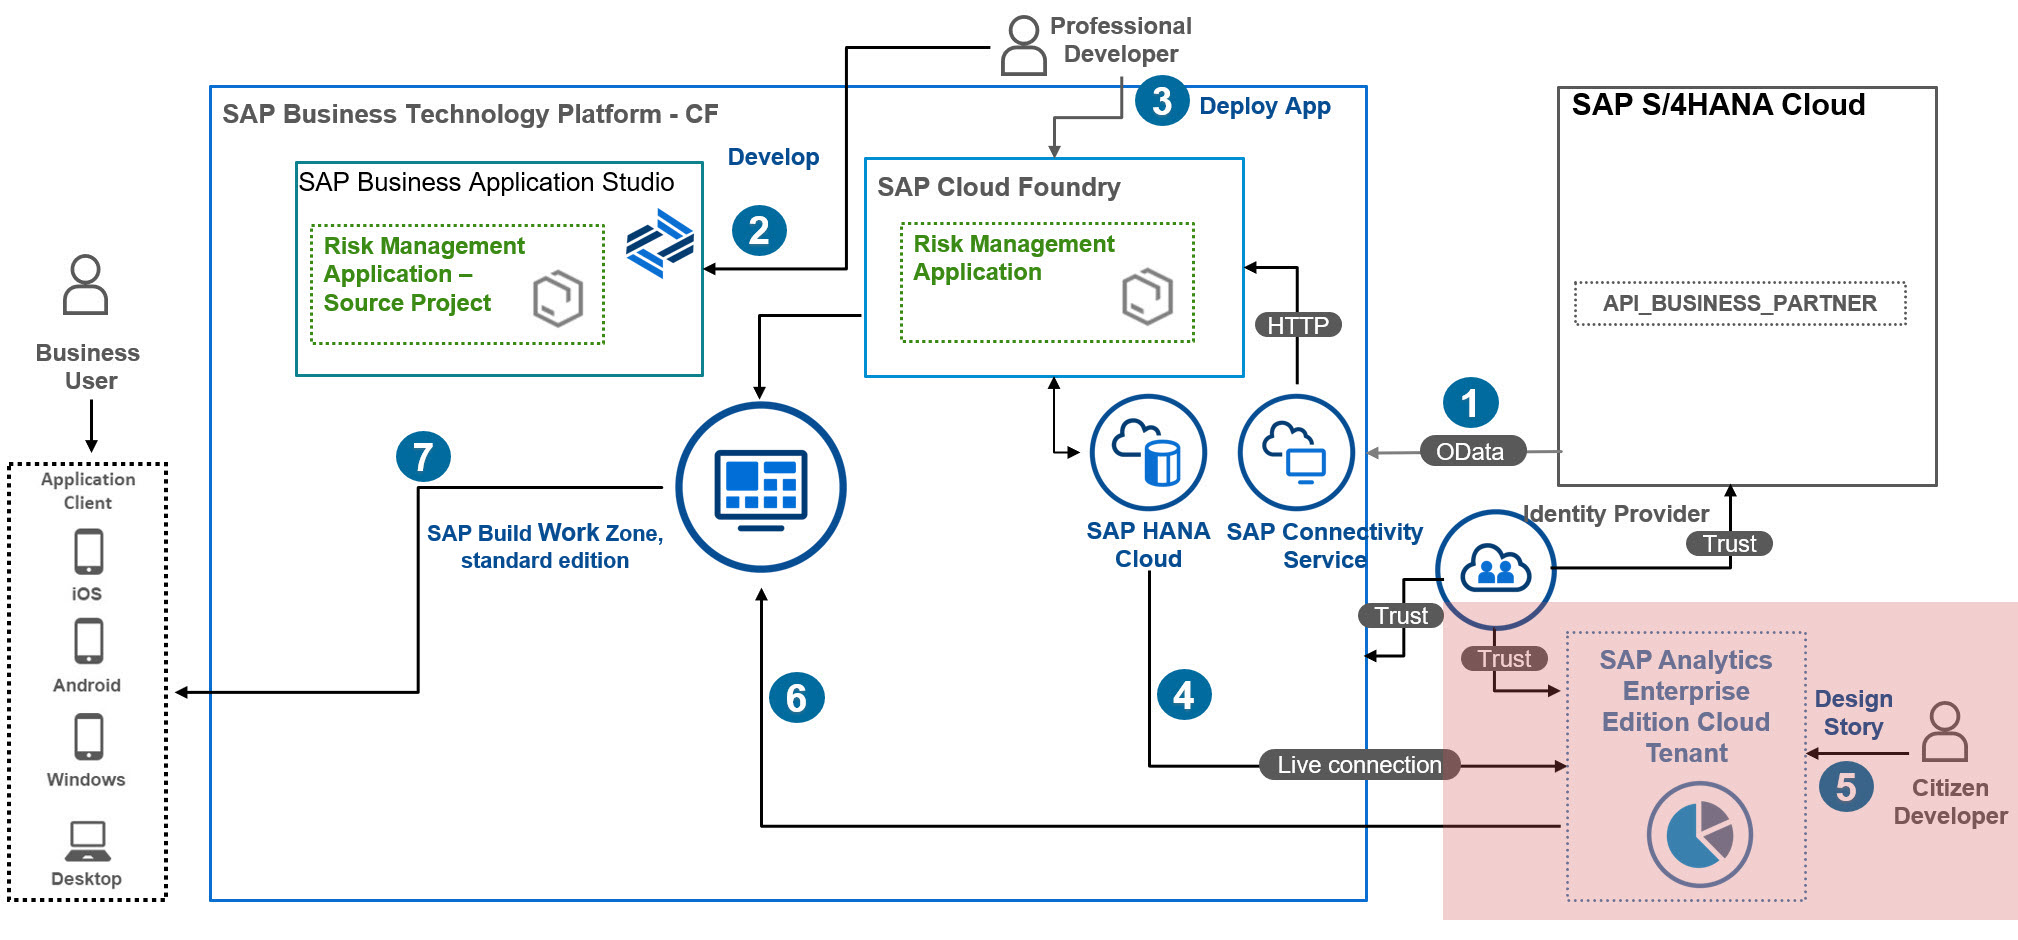 Professional
Developer
3
Deploy App
SAP Business Technology Platform - CF
SAP S/4HANA Cloud
Develop
SAP Business Application Studio
2
Risk Management
Application –
Source Project
SAP Cloud Foundry
Risk Management
Application
HTTP
API_BUSINESS_PARTNER
Business
User
1
OData
7
Application
Client
iOS
Android
Windows
Desktop
SAP Build Work Zone,
standard edition
SAP HANA
Cloud
SAP Connectivity
Service
Identity Provider
Trust
Trust
Trust
6
4
Live connection
SAP Analytics
Enterprise
Edition Cloud
Tenant
Design
Story
5
Citizen
Developer